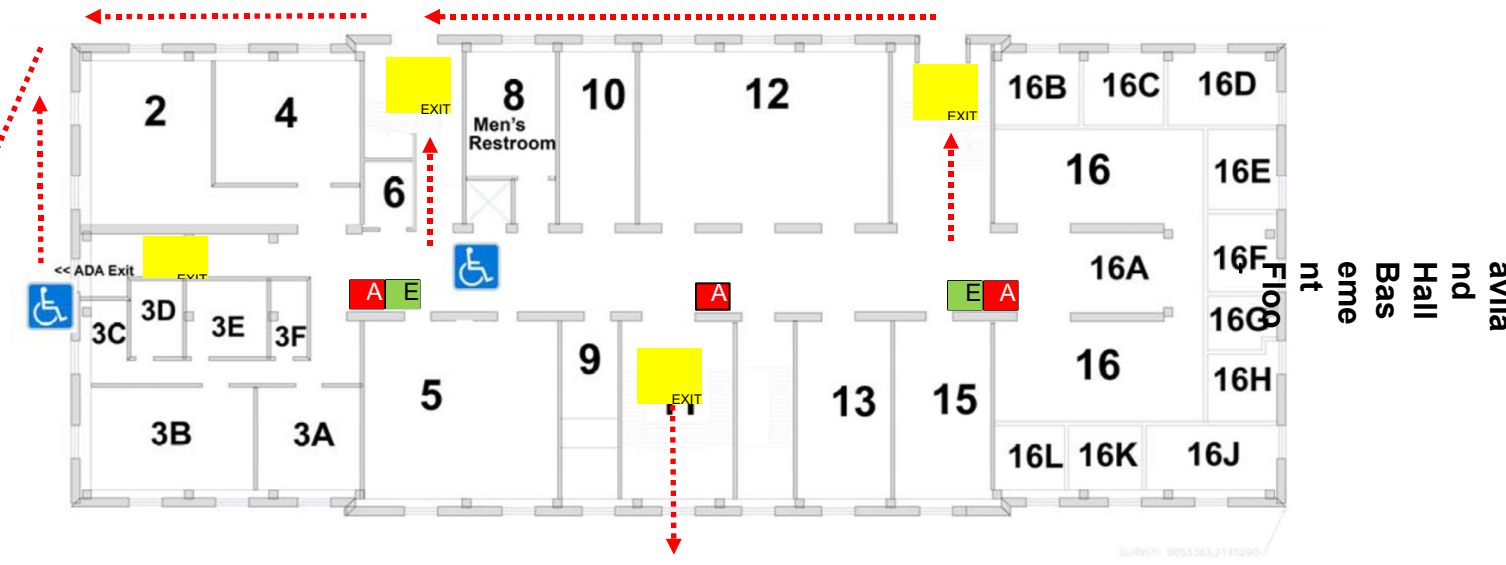 EXIT
EXIT
2
4
8
Men's
Restroom
10
12
16B
16C
16D
6
16
16E
<< ADA Exit
EXIT
16A
16F
A
E
A
E
A
3C
3D
3E
3F
16G
9
EXIT
5
13
15
16
16H
3B
3A
16L
16K
16J
avila
nd
Hall
Bas
eme
nt
Floo
-